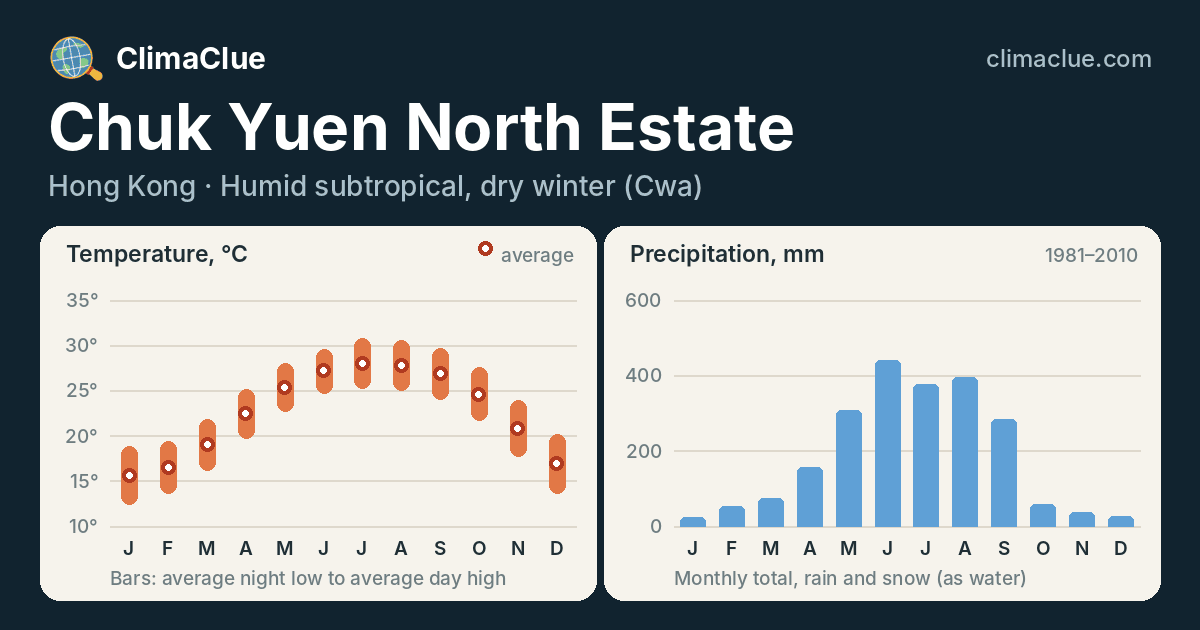 ClimaClue
climaclue.com
Chuk Yuen North Estate
Hong Kong · Humid subtropical, dry winter (Cwa)
Temperature, °C
average
35°
30°
25°
20°
15°
10°
J F M A M J J A S O N D
Bars: average night low to average day high
Precipitation, mm
1981–2010
600
400
200
0
J F M A M J J A S O N D
Monthly total, rain and snow (as water)